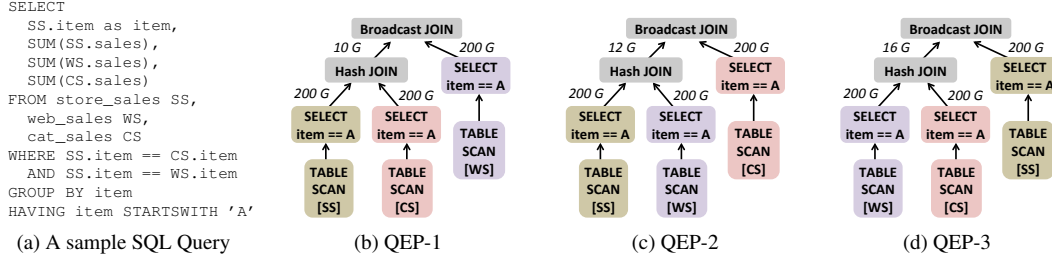 SELECT
SS.item as item,
SUM(SS.sales),
SUM(WS.sales),
SUM(CS.sales)
FROM store_sales SS,
web_sales WS,
cat_sales CS
WHERE SS.item == CS.item
AND SS.item == WS.item
GROUP BY item
HAVING item STARTSWITH 'A'
(a) A sample SQL Query
Broadcast JOIN
10 G
200 G
Hash JOIN
SELECT
item == A
200 G
200 G
SELECT
item == A
SELECT
item == A
TABLE
SCAN
[WS]
TABLE
SCAN
[SS]
TABLE
SCAN
[CS]
(b) QEP-1
Broadcast JOIN
12 G
200 G
Hash JOIN
SELECT
item == A
200 G
200 G
SELECT
item == A
SELECT
item == A
TABLE
SCAN
[CS]
TABLE
SCAN
[SS]
TABLE
SCAN
[WS]
(c) QEP-2
Broadcast JOIN
16 G
200 G
Hash JOIN
SELECT
item == A
200 G
200 G
SELECT
item == A
SELECT
item == A
TABLE
SCAN
[SS]
TABLE
SCAN
[WS]
TABLE
SCAN
[CS]
(d) QEP-3